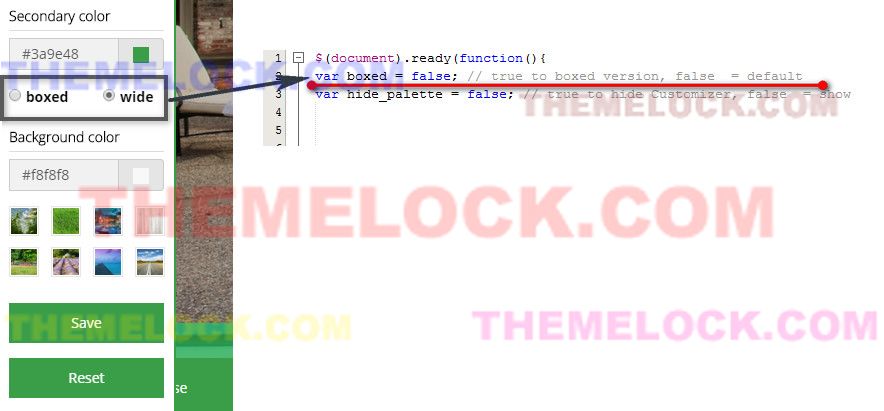 Secondary color
#3a9e48
boxed wide
Background color
#f8f8f8
Save
Reset
se
1 $(document).ready(function(){
2 var boxed = false; // true to boxed version, false = default
3 var hide_palette = false; // true to hide Customizer, false = show
4
5
THEMELOCK.COM
THEMELOCK.COM
THEMELOCK.COM
THEMELOCK.COM
THEMELOCK.COM